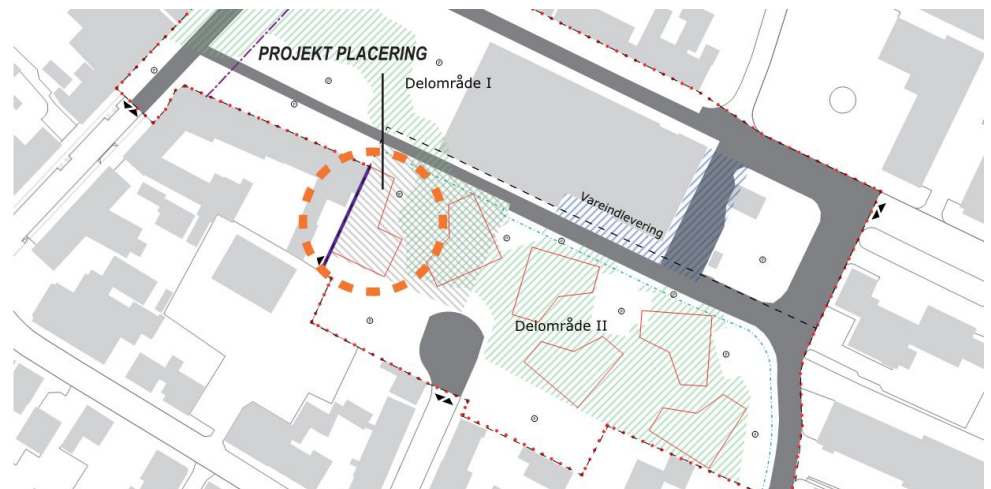 PROJEKT PLACERING
Delområde I
Vareindlevering
Delområde II